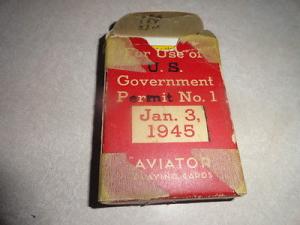 For Use of
U. S.
Government
Permit No. 1
Jan. 3,
1945
AVIATOR
PLAYING CARDS